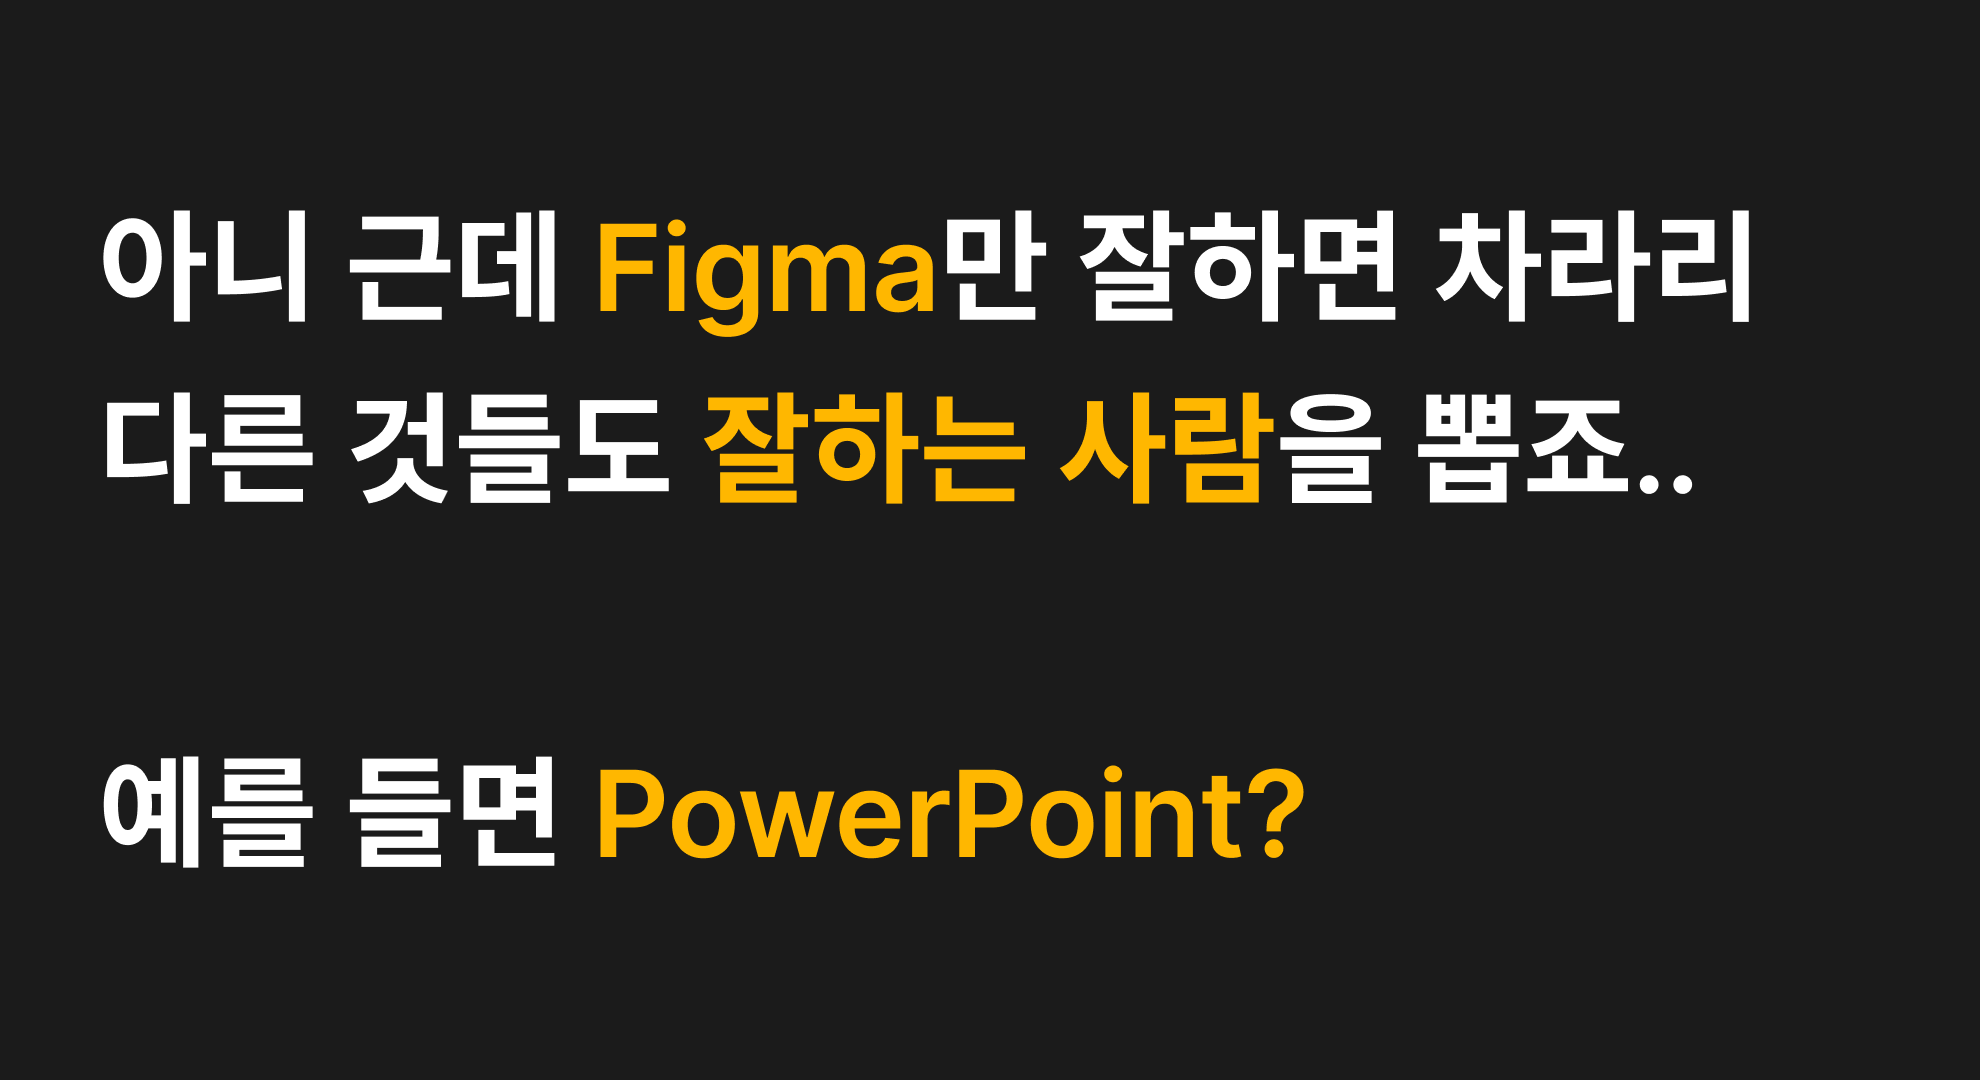 아니 근데 Figma만 잘하면 차라리
다른 것들도 잘하는 사람을 뽑죠..
예를 들면 PowerPoint?